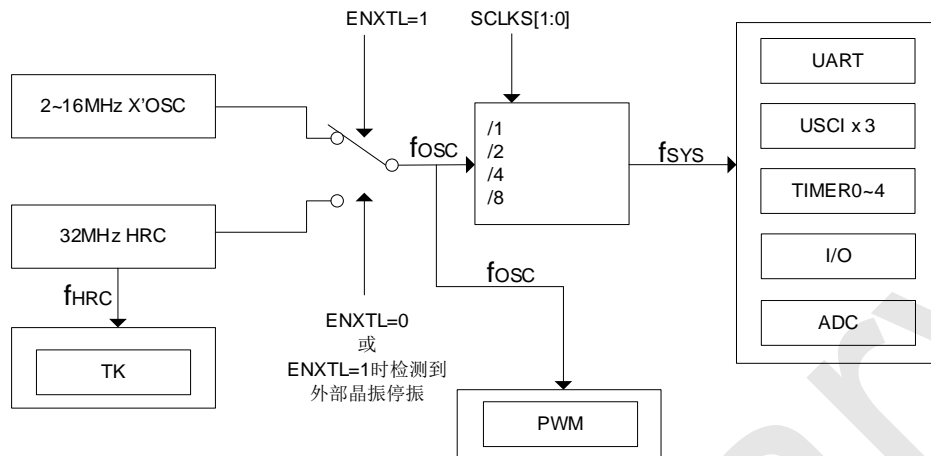 ENXTL=1
SCLKS[1:0]
2~16MHz X'OSC
fOSC
/1
/2
/4
/8
fSYS
UART
USCI x 3
TIMER0~4
I/O
ADC
32MHz HRC
fHRC
TK
ENXTL=0
或
ENXTL=1时检测到
外部晶振停振
fOSC
PWM